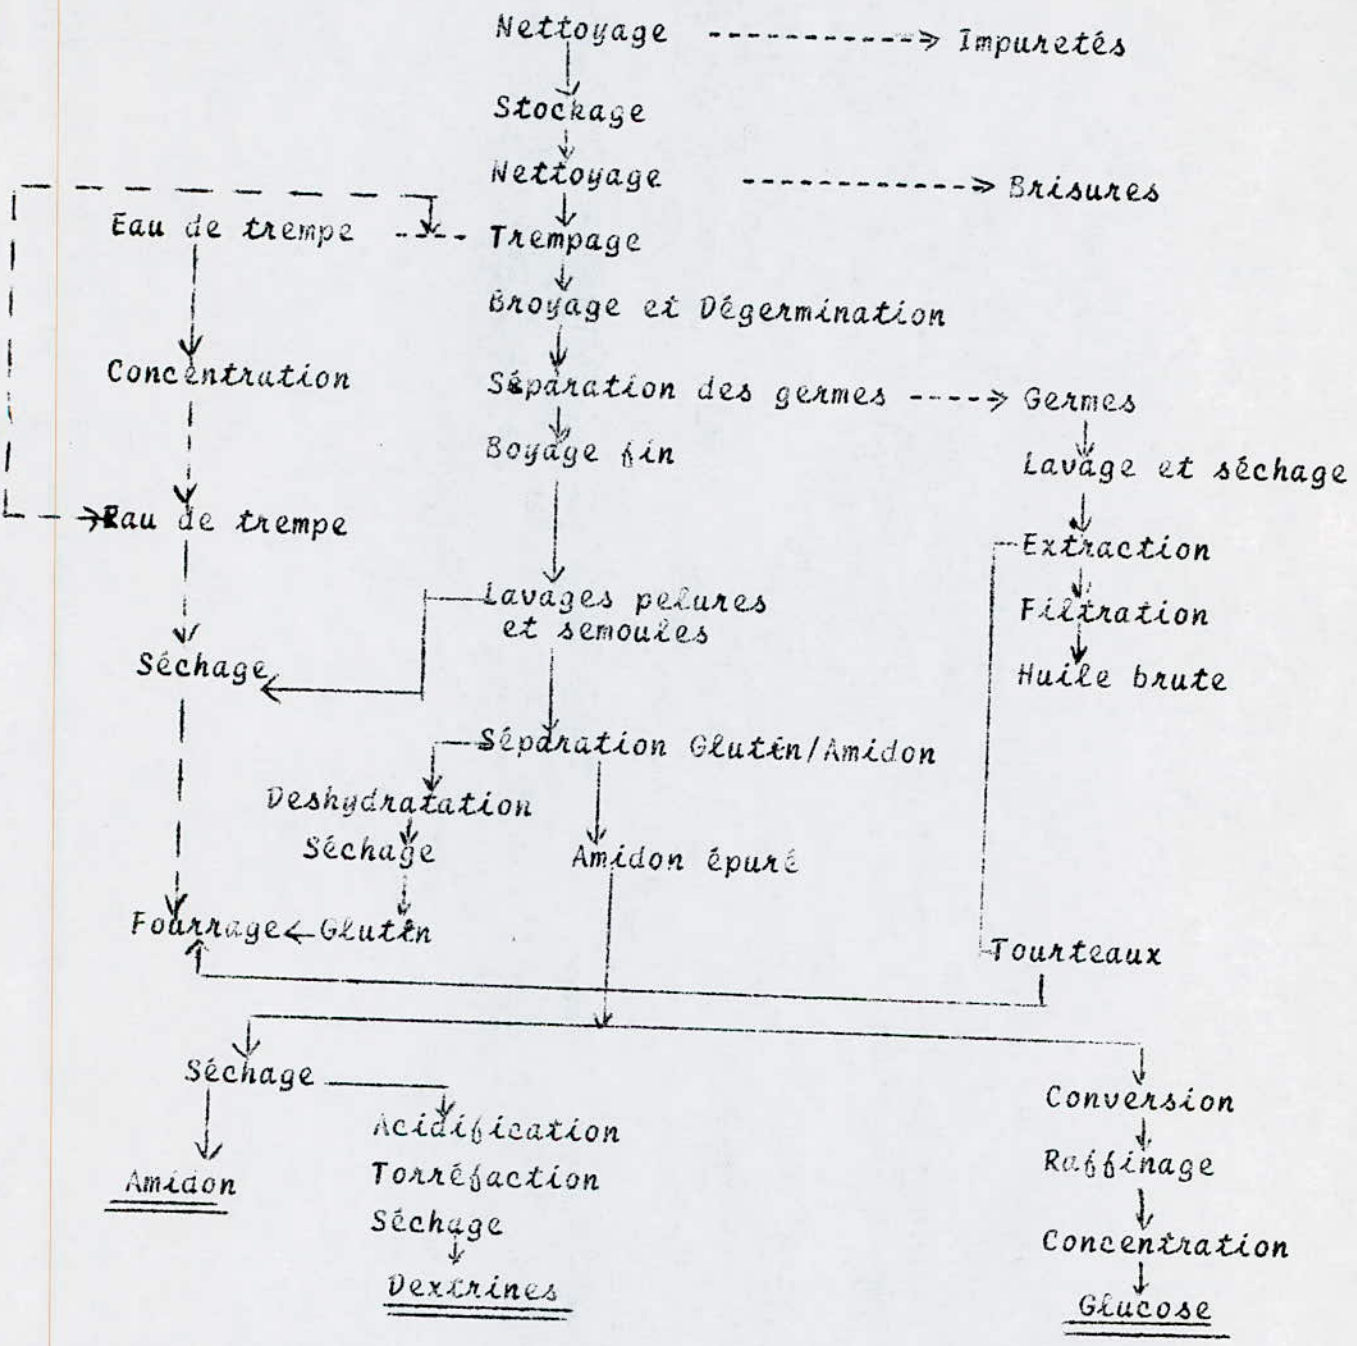 Nettoyage Impuretés
Stockage
Nettoyage Brisures
Eau de trempe Trempage
Broyage et Dégermination
Concentration Séparation des germes Germes
Boyage fin Lavage et séchage
Eau de trempe Extraction
Lavages pelures Filtration
et semoules
Séchage Huile brute
Séparation Glutin/Amidon
Deshydratation
Séchage Amidon épuré
Fourrage Glutin Tourteaux
Séchage Conversion
Acidification
Torréfaction Raffinage
Amidon
Séchage Concentration
Dextrines Glucose